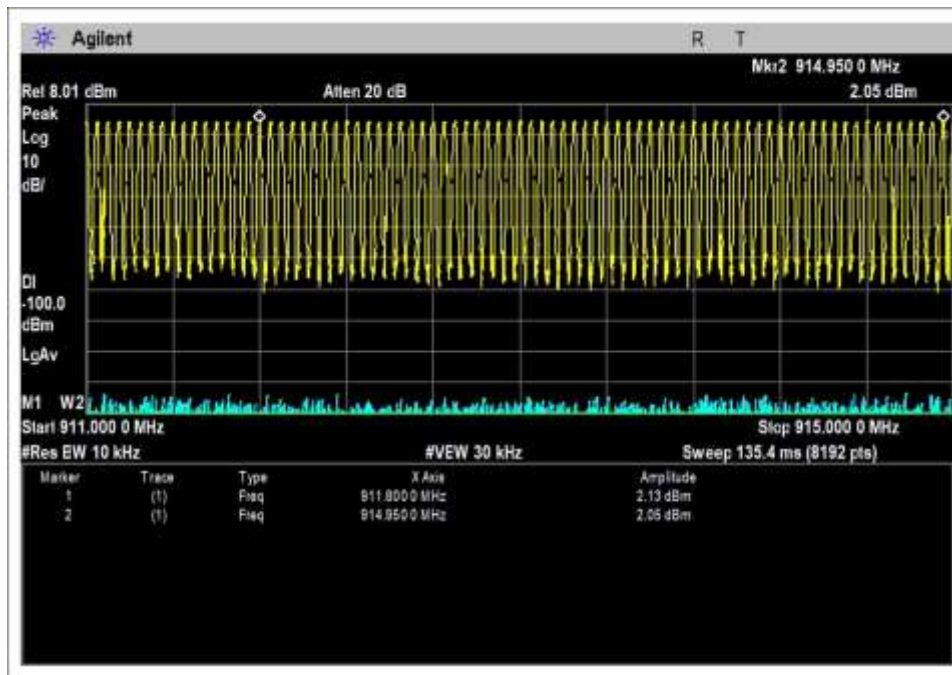 Agilent R T
Mkr2 914.950 0 MHz
Ref 8.01 dBm Atten 20 dB 2.05 dBm
Peak
Log
10
dB/
DI
-100.0
dBm
LgAv
M1 W2
Start 911.000 0 MHz Stop 915.000 0 MHz
#Res BW 10 kHz #VBW 30 kHz Sweep 135.4 ms (8192 pts)
Marker Trace Type X Axis Amplitude
1 (1) Freq 911.800 0 MHz 2.13 dBm
2 (1) Freq 914.950 0 MHz 2.05 dBm